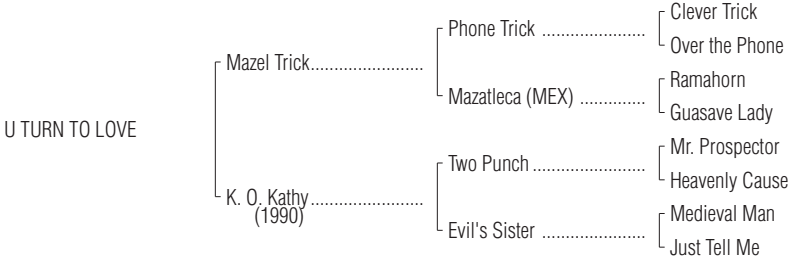 Clever Trick
Phone Trick ......................
Over the Phone
Mazel Trick........................
Ramahorn
Mazatleca (MEX) ..............
Guasave Lady
U TURN TO LOVE
Mr. Prospector
Two Punch ........................
Heavenly Cause
K. O. Kathy........................
(1990)
Medieval Man
Evil's Sister ......................
Just Tell Me